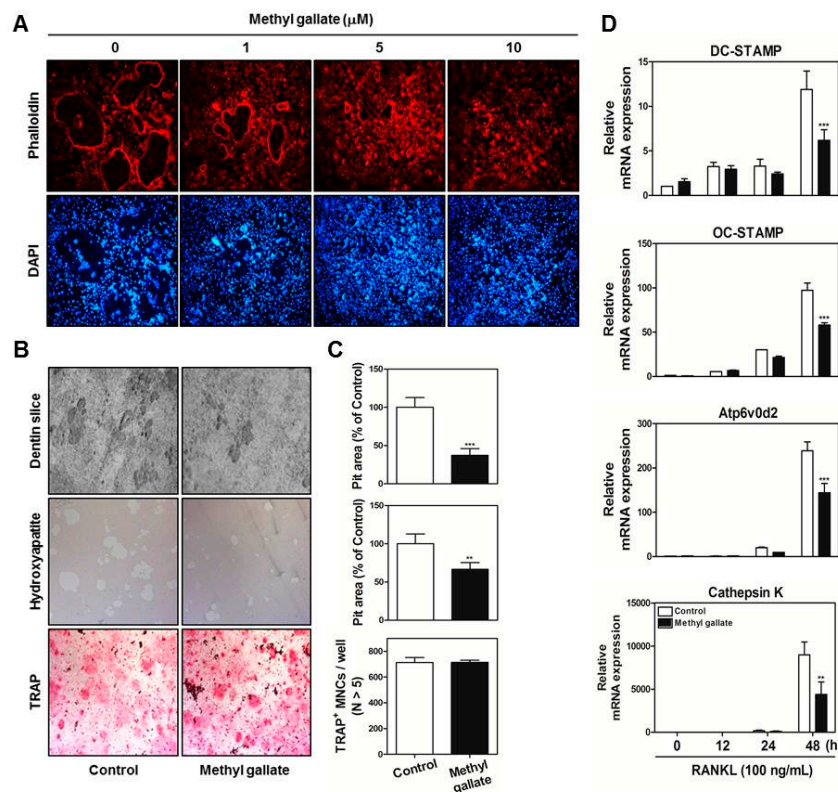 A
Methyl gallate (μM)
0 1 5 10
Phalloidin
DAPI
B
Dentin slice
Hydroxyapatite
TRAP
Control Methyl gallate
C
Pit area (% of Control)
150
100
50
0
***
Pit area (% of Control)
150
100
50
0
**
TRAP+ MNCs / well
(N > 5)
800
600
400
200
0
Control Methyl
gallate
D
DC-STAMP
Relative
mRNA expression
15
10
5
0
***
OC-STAMP
Relative
mRNA expression
150
100
50
0
***
Atp6v0d2
Relative
mRNA expression
300
200
100
0
***
Cathepsin K
Relative
mRNA expression
15000
10000
5000
0
Control
Methyl gallate
**
0 12 24 48 (h
RANKL (100 ng/mL)